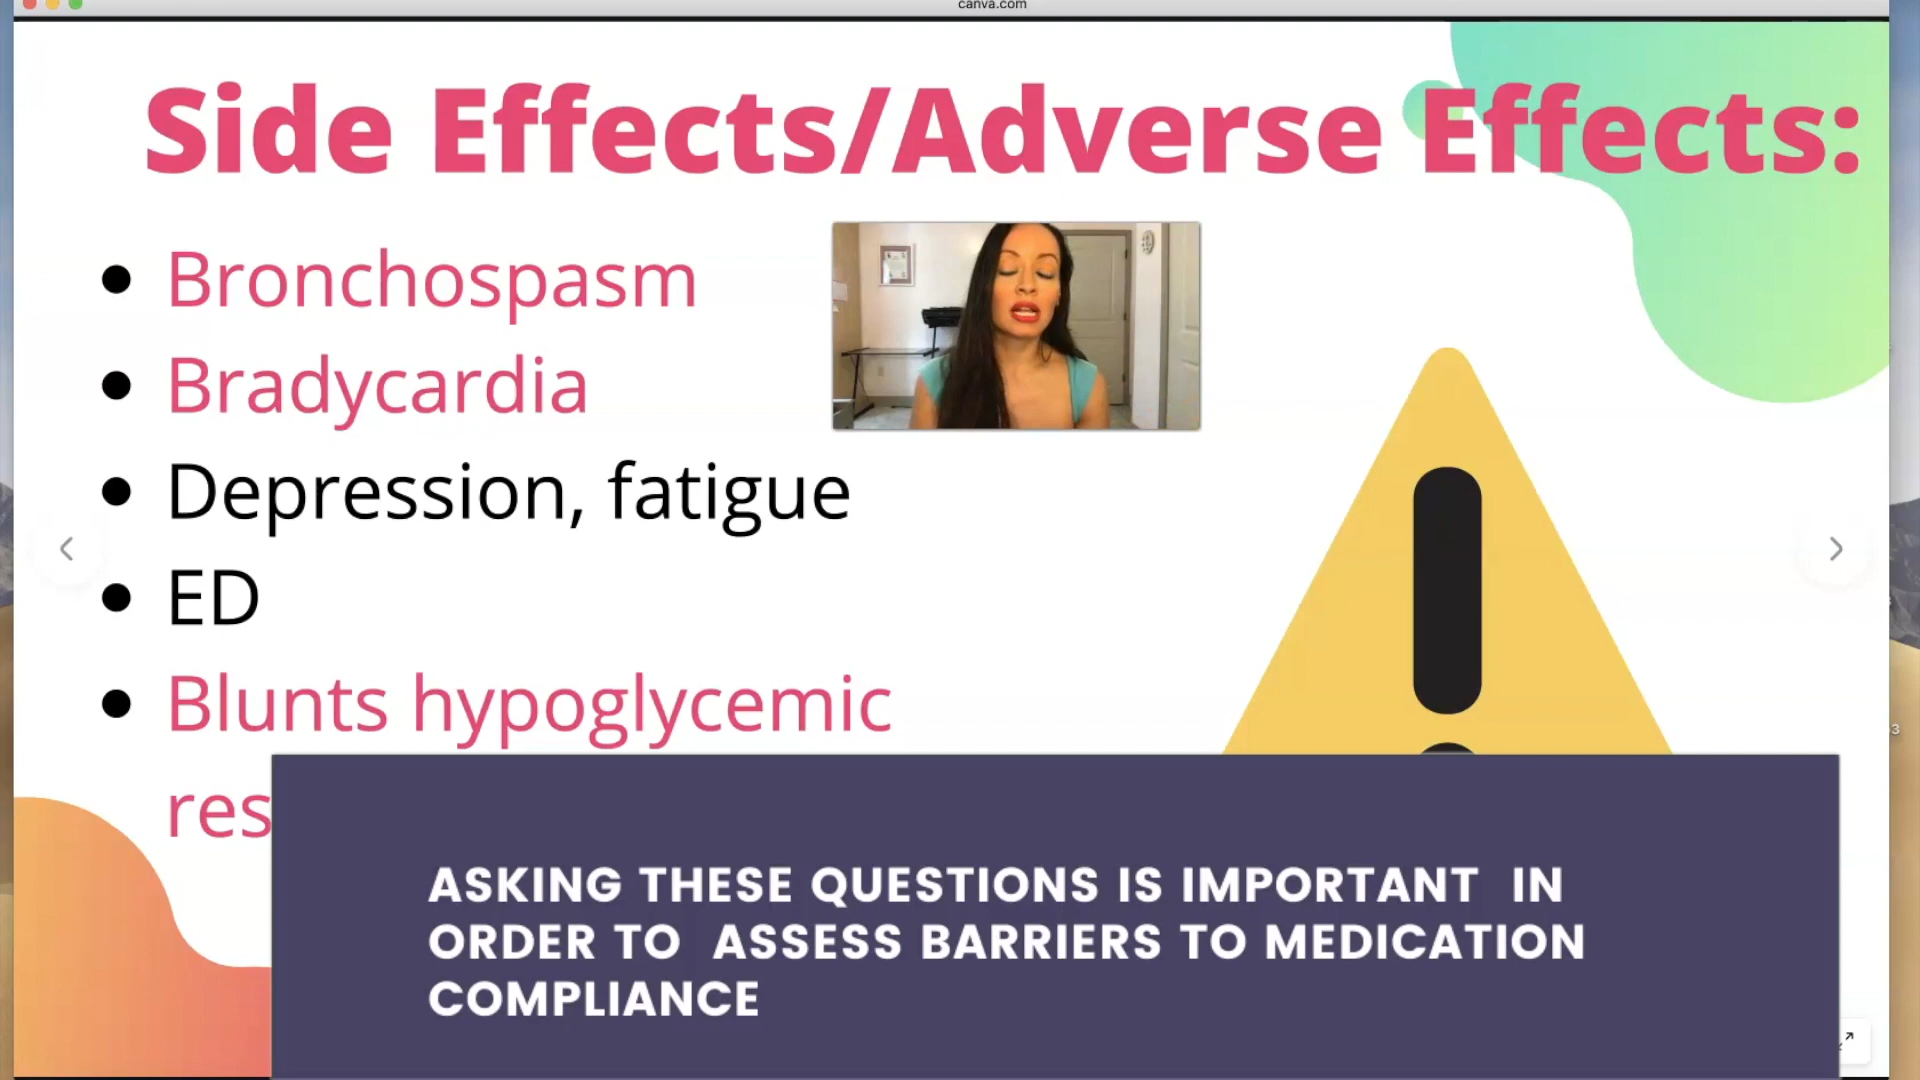 canva.com
Side Effects/Adverse Effects:
Bronchospasm
Bradycardia
Depression, fatigue
ED
Blunts hypoglycemic
res
ASKING THESE QUESTIONS IS IMPORTANT IN
ORDER TO ASSESS BARRIERS TO MEDICATION
COMPLIANCE